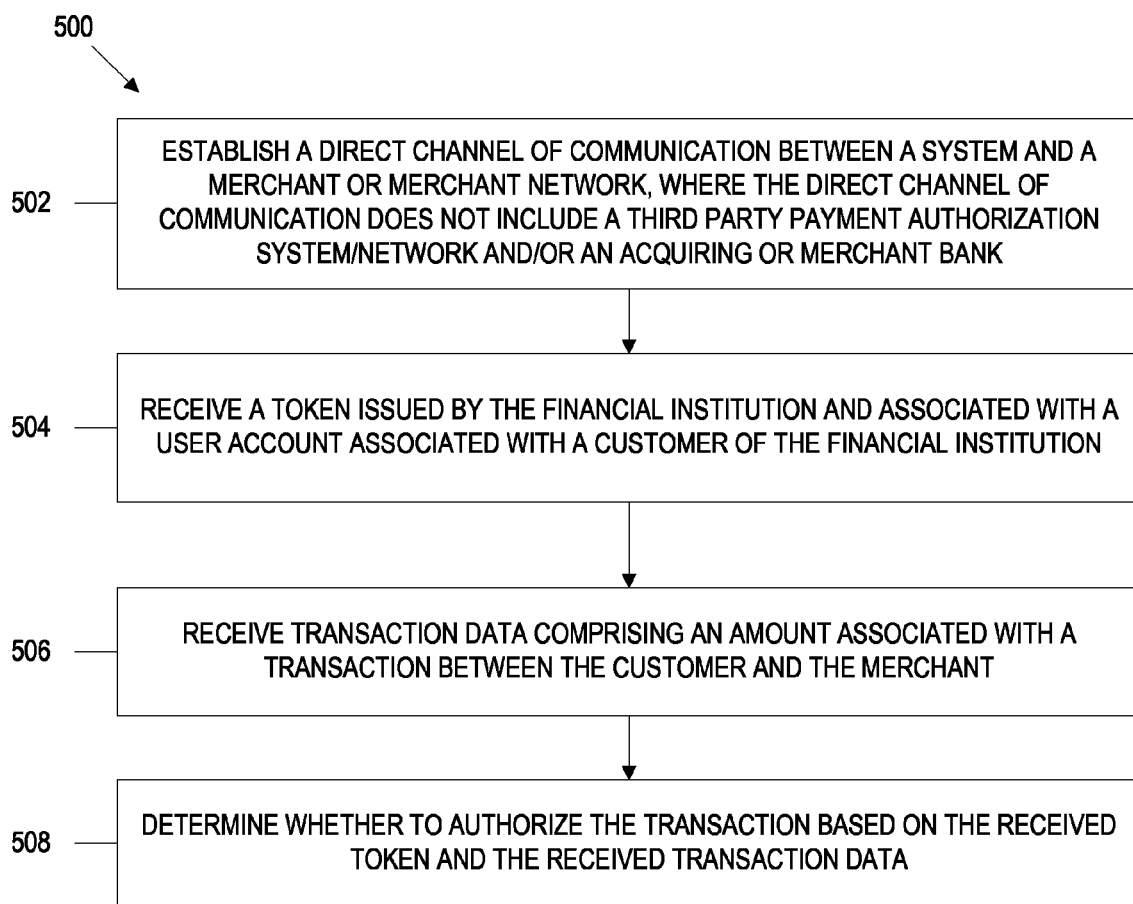 500
502
ESTABLISH A DIRECT CHANNEL OF COMMUNICATION BETWEEN A SYSTEM AND A
MERCHANT OR MERCHANT NETWORK, WHERE THE DIRECT CHANNEL OF
COMMUNICATION DOES NOT INCLUDE A THIRD PARTY PAYMENT AUTHORIZATION
SYSTEM/NETWORK AND/OR AN ACQUIRING OR MERCHANT BANK
504
RECEIVE A TOKEN ISSUED BY THE FINANCIAL INSTITUTION AND ASSOCIATED WITH A
USER ACCOUNT ASSOCIATED WITH A CUSTOMER OF THE FINANCIAL INSTITUTION
506
RECEIVE TRANSACTION DATA COMPRISING AN AMOUNT ASSOCIATED WITH A
TRANSACTION BETWEEN THE CUSTOMER AND THE MERCHANT
508
DETERMINE WHETHER TO AUTHORIZE THE TRANSACTION BASED ON THE RECEIVED
TOKEN AND THE RECEIVED TRANSACTION DATA